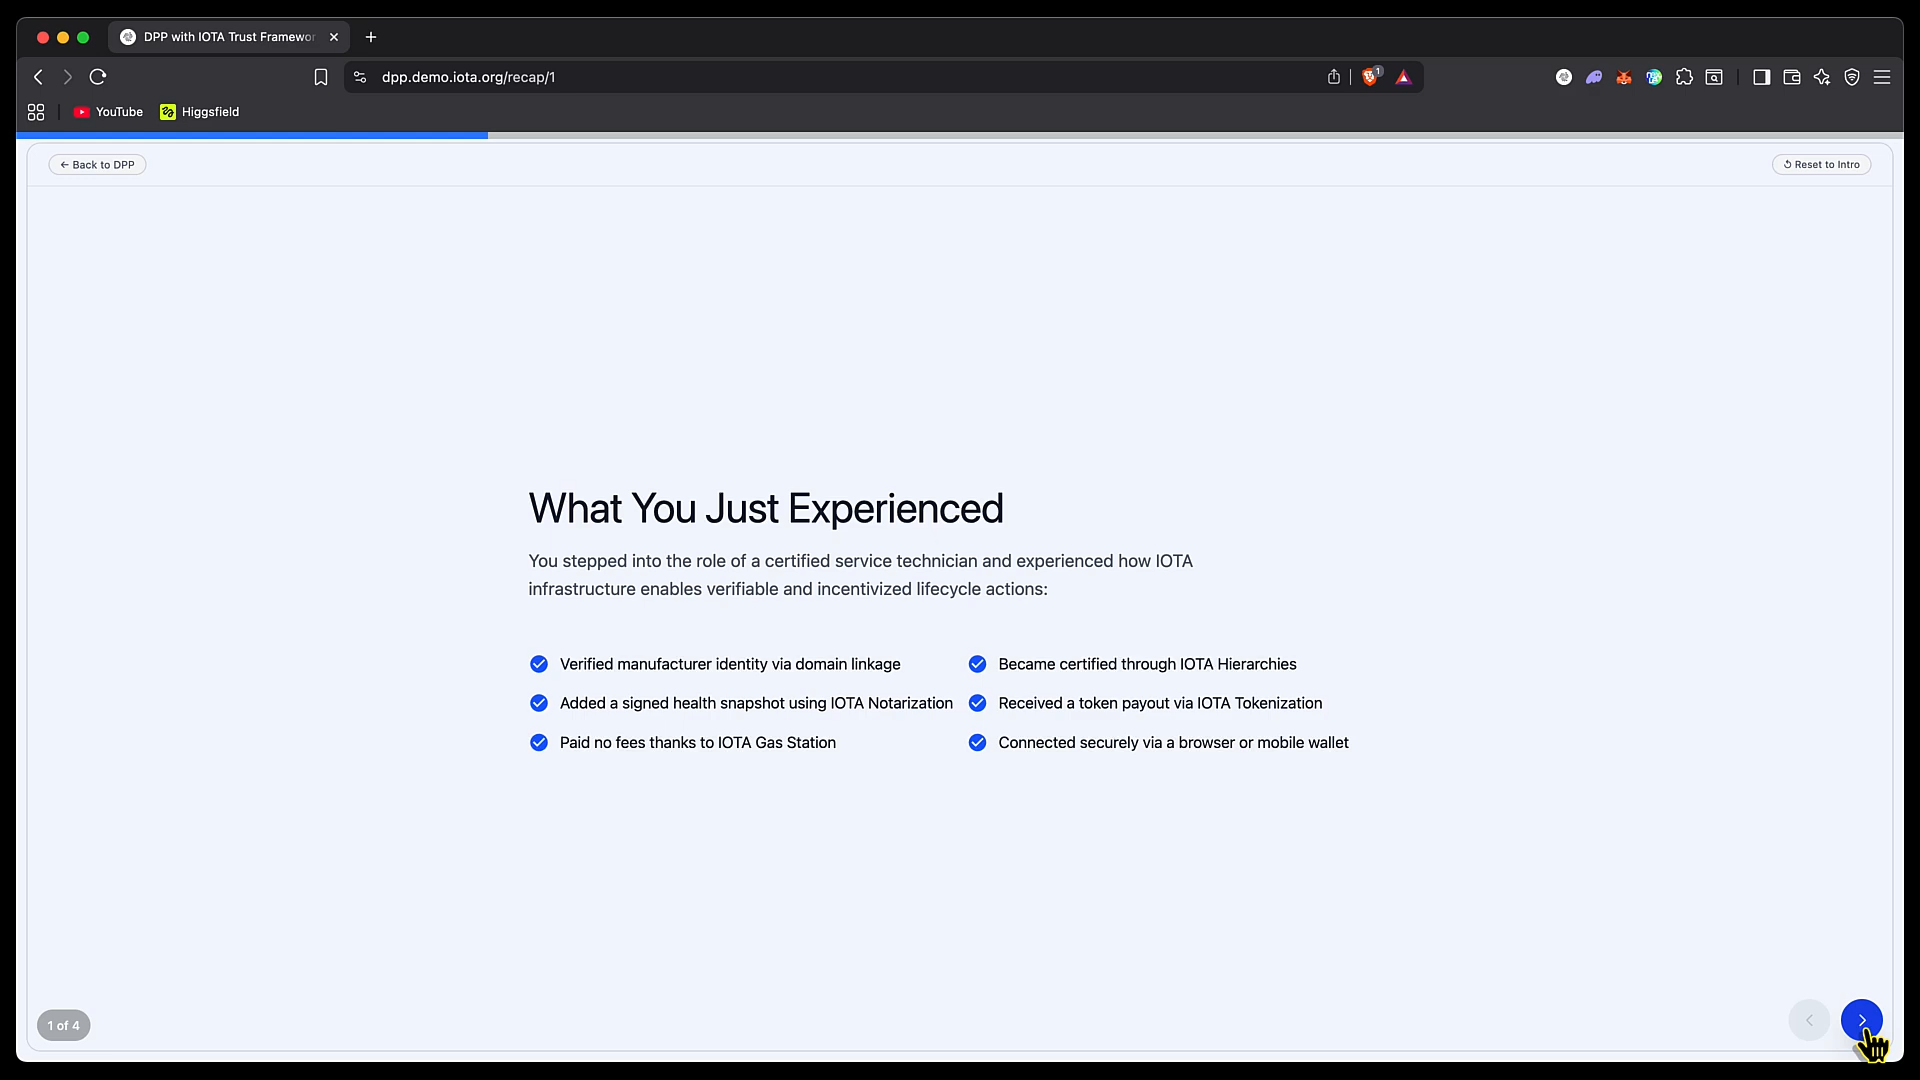 DPP with IOTA Trust Framewor
dpp.demo.iota.org/recap/1
1
YouTube
Higgsfield
← Back to DPP
Reset to Intro
What You Just Experienced
You stepped into the role of a certified service technician and experienced how IOTA
infrastructure enables verifiable and incentivized lifecycle actions:
Verified manufacturer identity via domain linkage
Became certified through IOTA Hierarchies
Added a signed health snapshot using IOTA Notarization
Received a token payout via IOTA Tokenization
Paid no fees thanks to IOTA Gas Station
Connected securely via a browser or mobile wallet
1 of 4